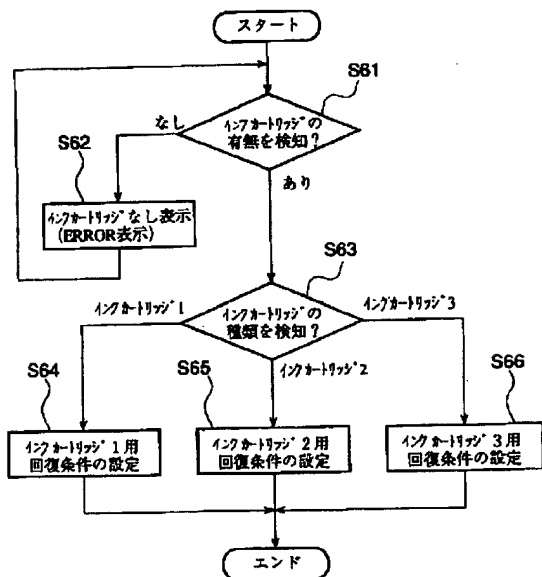 スタート
S61
インクカートリッジの
有無を検知?
なし
あり
S62
インクカートリッジなし表示
(ERROR表示)
S63
インクカートリッジの
種類を検知?
インクカートリッジ1
インクカートリッジ3
インクカートリッジ2
S64
インクカートリッジ1用
回復条件の設定
S65
インクカートリッジ2用
回復条件の設定
S66
インクカートリッジ3用
回復条件の設定
エンド